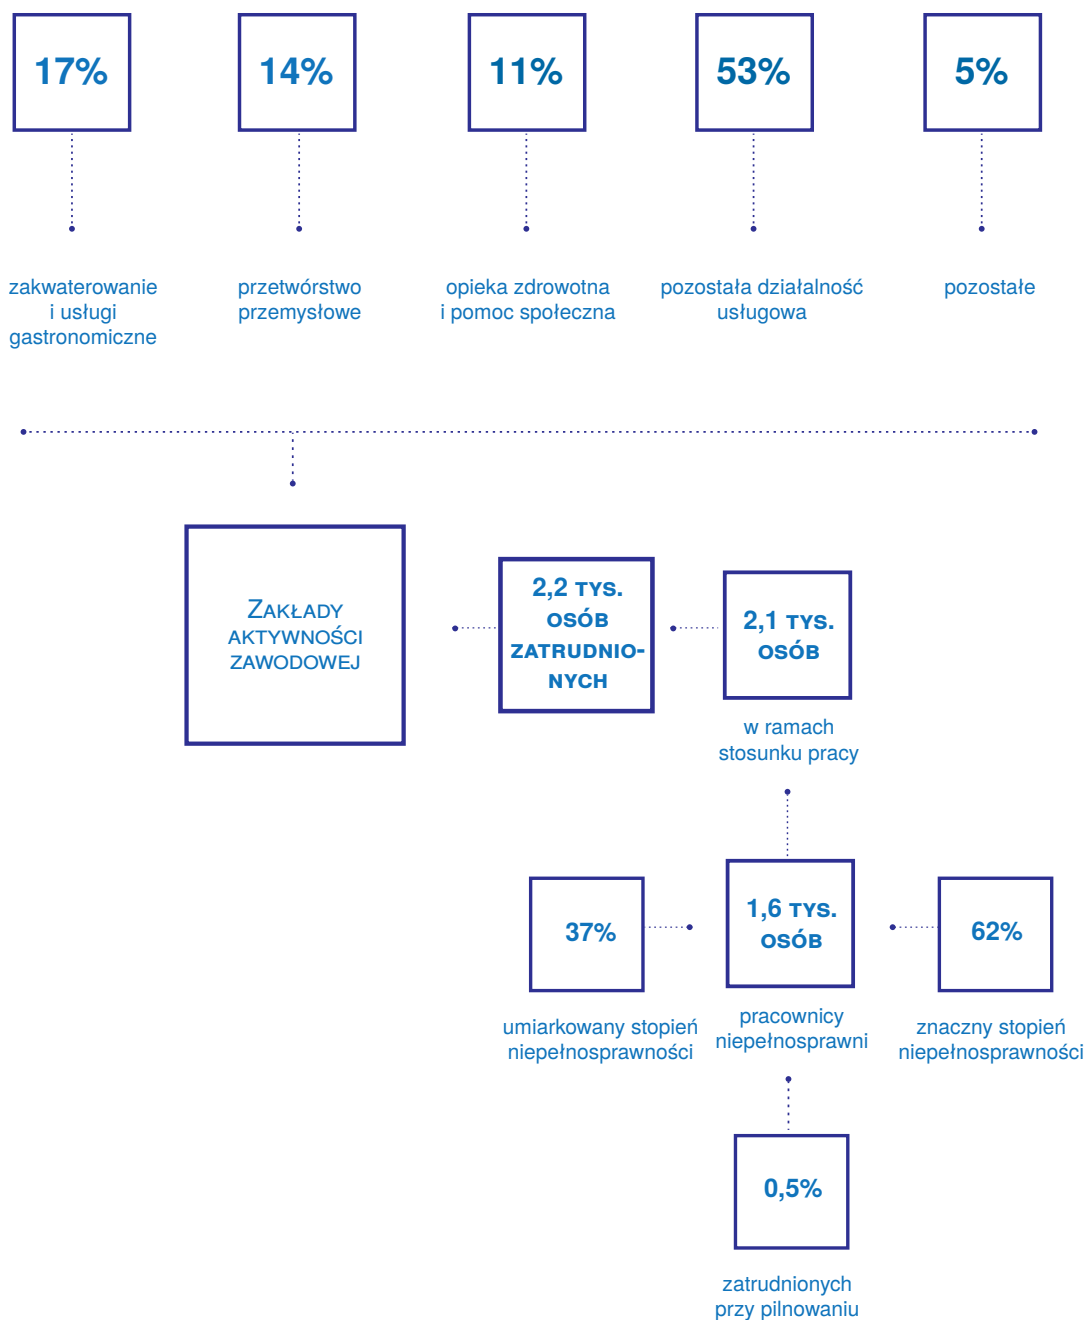 17%
14%
11%
53%
5%
zakwaterowanie
i usługi
gastronomiczne
przetwórstwo
przemysłowe
opieka zdrowotna
i pomoc społeczna
pozostała działalność
usługowa
pozostałe
Zakłady
aktywności
zawodowej
2,2 tys.
osób
zatrudnio-
nych
2,1 tys.
osób
w ramach
stosunku pracy
37%
umiarkowany stopień
niepełnosprawności
1,6 tys.
osób
pracownicy
niepełnosprawni
62%
znaczny stopień
niepełnosprawności
0,5%
zatrudnionych
przy pilnowaniu